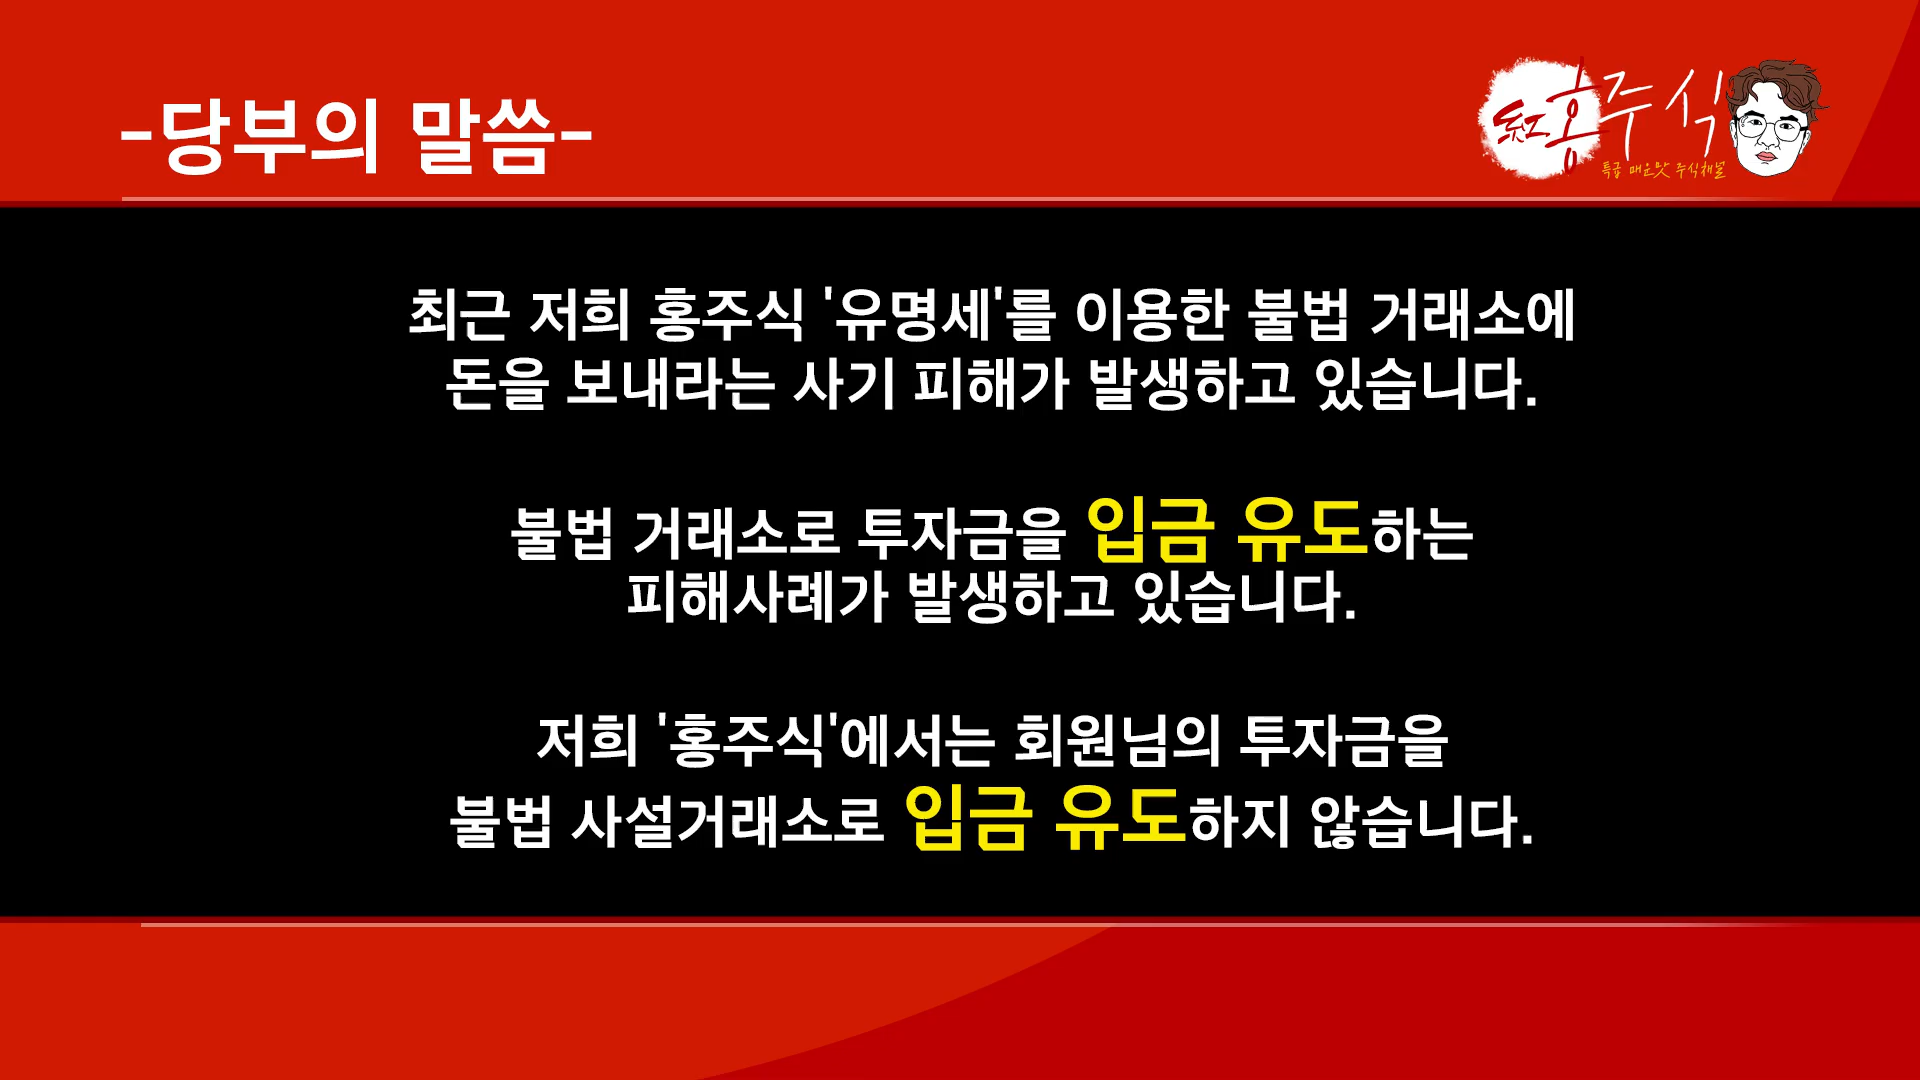 -당부의 말씀-
紅홍주식
특급 매운맛 주식채널
최근 저희 홍주식 '유명세'를 이용한 불법 거래소에
돈을 보내라는 사기 피해가 발생하고 있습니다.
불법 거래소로 투자금을 입금 유도하는
피해사례가 발생하고 있습니다.
저희 '홍주식'에서는 회원님의 투자금을
불법 사설거래소로 입금 유도하지 않습니다.